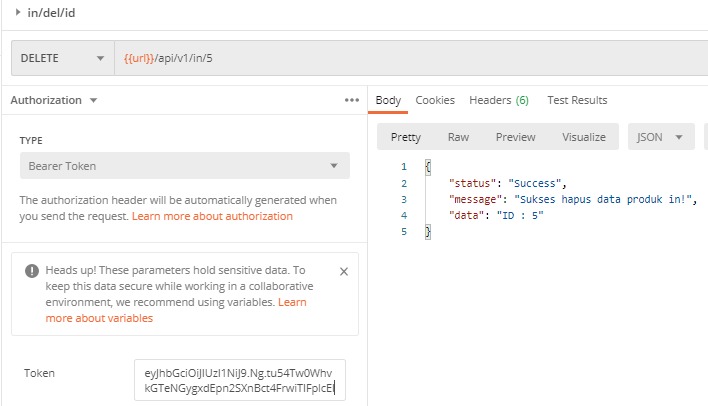 in/del/id
DELETE
{{url}}/api/v1/in/5
Authorization
TYPE
Bearer Token
The authorization header will be automatically generated when
you send the request. Learn more about authorization
Heads up! These parameters hold sensitive data. To
keep this data secure while working in a collaborative
environment, we recommend using variables. Learn
more about variables
Token
eyJhbGciOiJIUzI1NiJ9.Ng.tu54Tw0Whv
kGTeNGygxdEpn2SXnBct4FrwiTIFplcEI
Body Cookies Headers (6) Test Results
Pretty Raw Preview Visualize JSON
1 {
2 "status": "Success",
3 "message": "Sukses hapus data produk in!",
4 "data": "ID : 5"
5 }